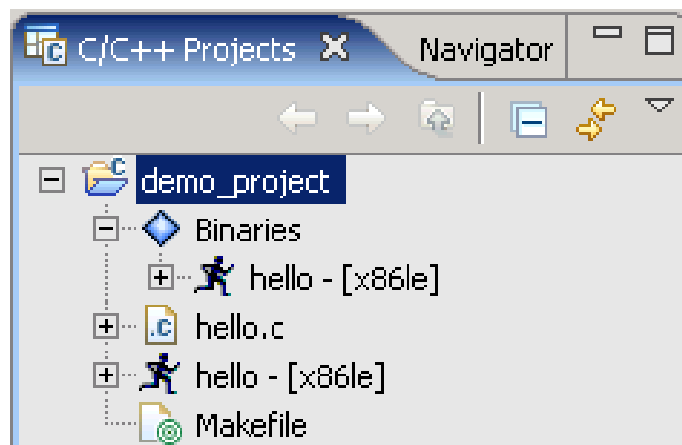 C/C++ Projects Navigator
demo_project
Binaries
hello - [x86le]
hello.c
hello - [x86le]
Makefile